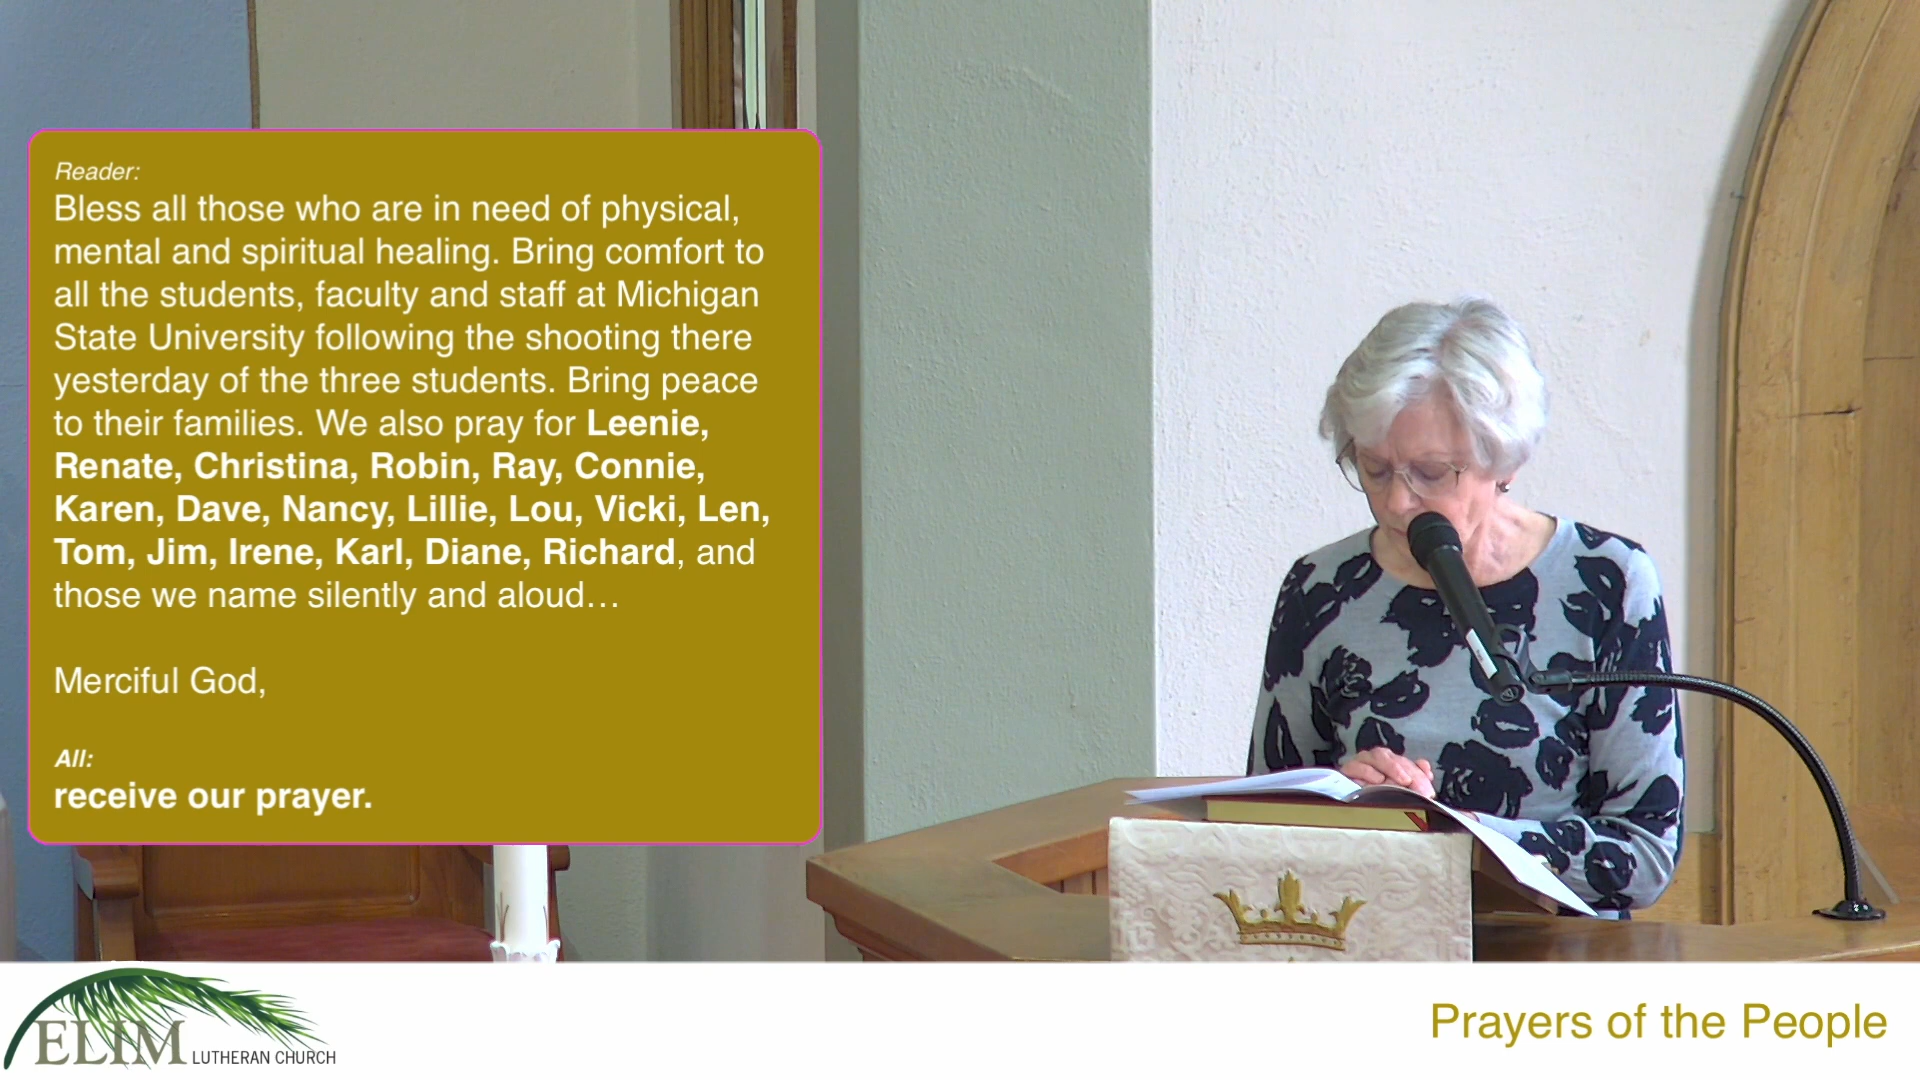 Reader:
Bless all those who are in need of physical,
mental and spiritual healing. Bring comfort to
all the students, faculty and staff at Michigan
State University following the shooting there
yesterday of the three students. Bring peace
to their families. We also pray for Leenie,
Renate, Christina, Robin, Ray, Connie,
Karen, Dave, Nancy, Lillie, Lou, Vicki, Len,
Tom, Jim, Irene, Karl, Diane, Richard, and
those we name silently and aloud…
Merciful God,
All:
receive our prayer.
ELIM LUTHERAN CHURCH
Prayers of the People